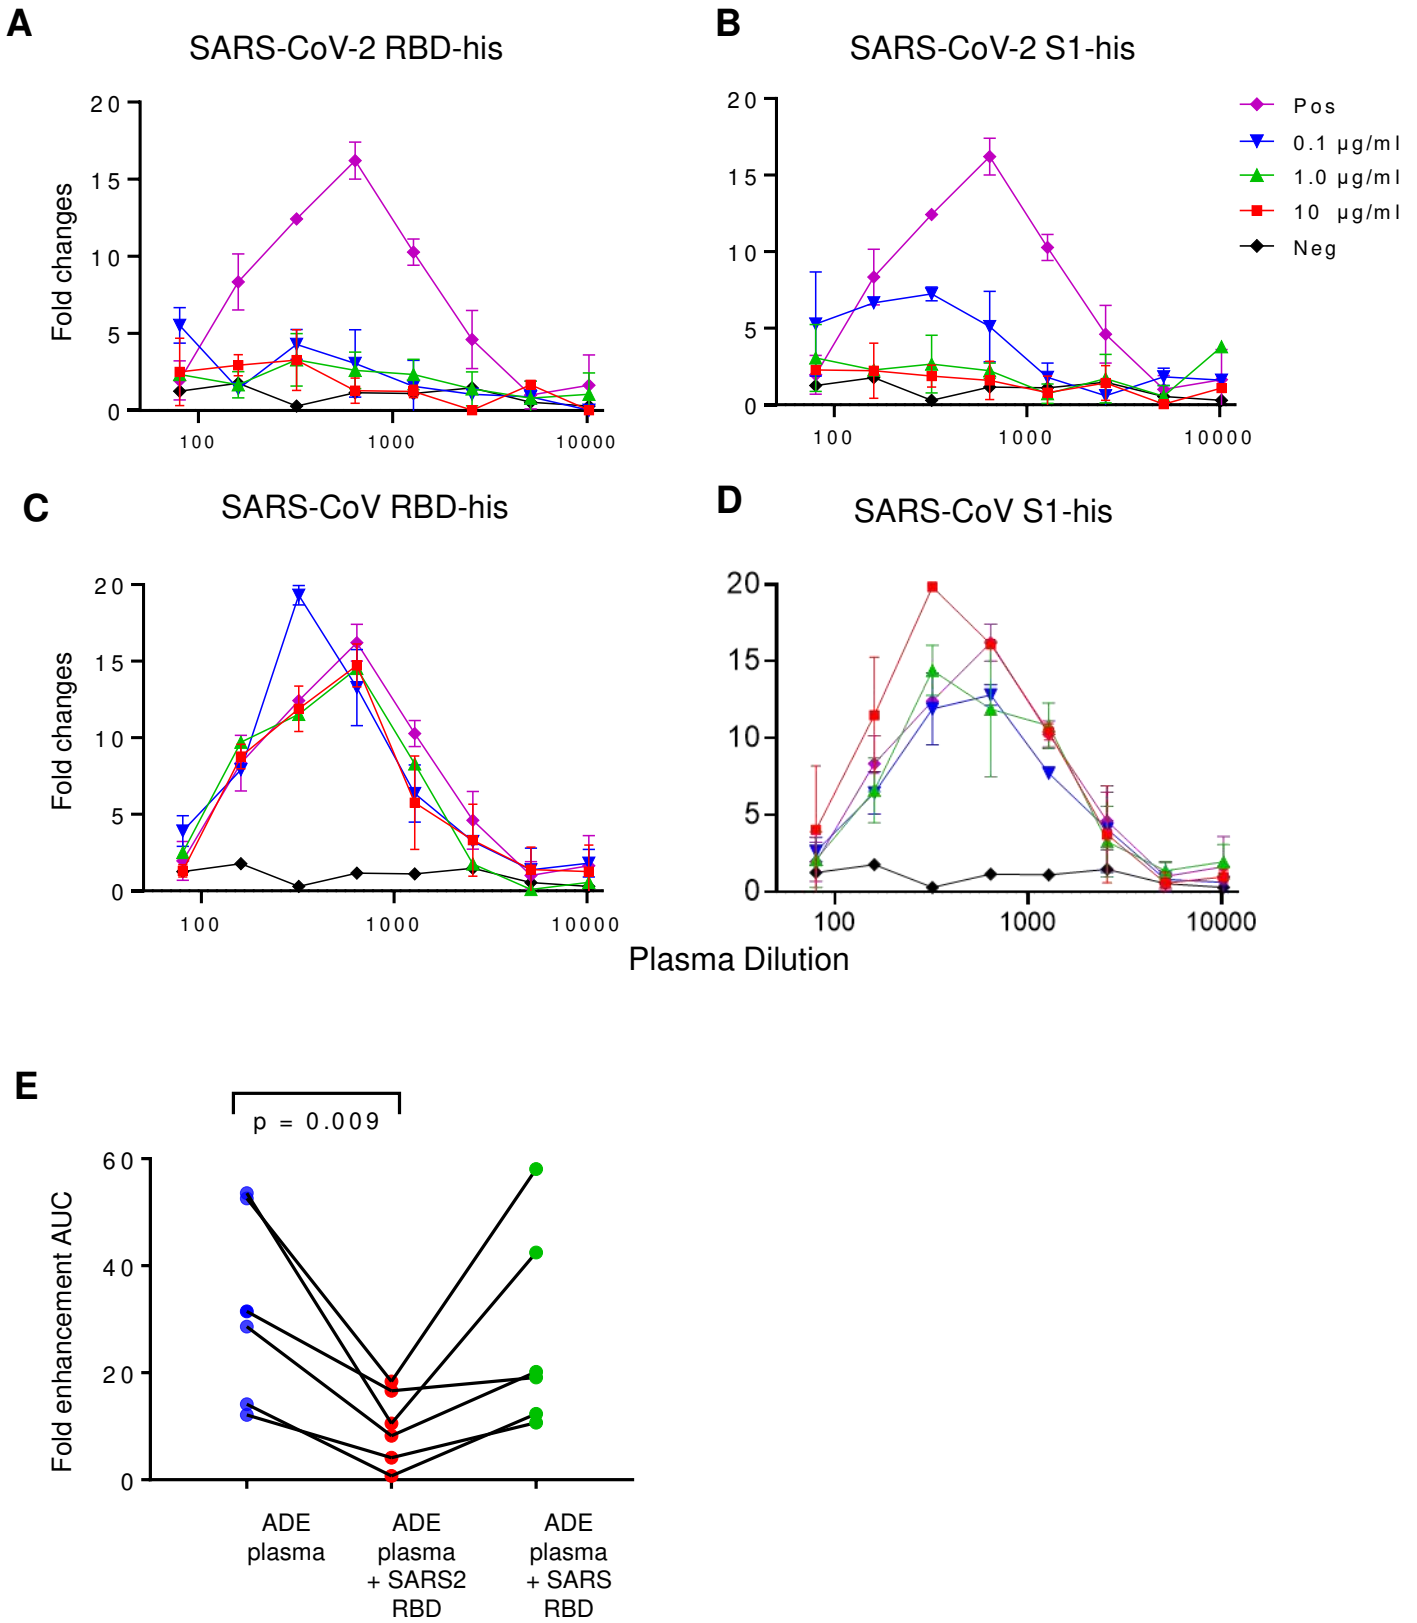 A
SARS-CoV-2 RBD-his
Fold changes
20
15
10
5
0
100 1000 10000
B
SARS-CoV-2 S1-his
20
15
10
5
0
100 1000 10000
Pos
0.1 µg/ml
1.0 µg/ml
10 µg/ml
Neg
C
SARS-CoV RBD-his
Fold changes
20
15
10
5
0
100 1000 10000
D
SARS-CoV S1-his
20
15
10
5
0
100 1000 10000
Plasma Dilution
E
p = 0.009
Fold enhancement AUC
60
40
20
0
ADE
plasma
ADE
plasma
+ SARS2
RBD
ADE
plasma
+ SARS
RBD